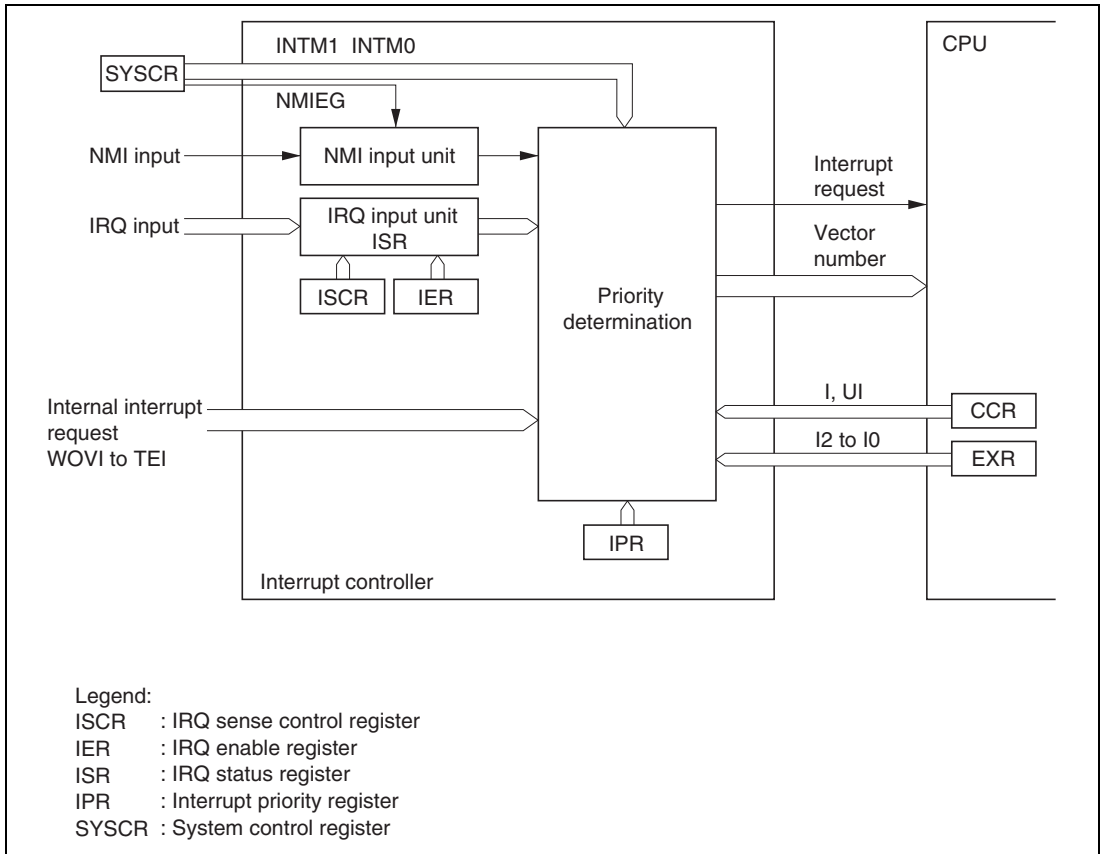 INTM1 INTM0
CPU
SYSCR
NMIEG
NMI input
NMI input unit
Interrupt
request
IRQ input
IRQ input unit
ISR
Vector
number
ISCR
IER
Priority
determination
Internal interrupt
request
WOVI to TEI
I, UI
CCR
I2 to I0
EXR
IPR
Interrupt controller
Legend:
ISCR : IRQ sense control register
IER : IRQ enable register
ISR : IRQ status register
IPR : Interrupt priority register
SYSCR : System control register